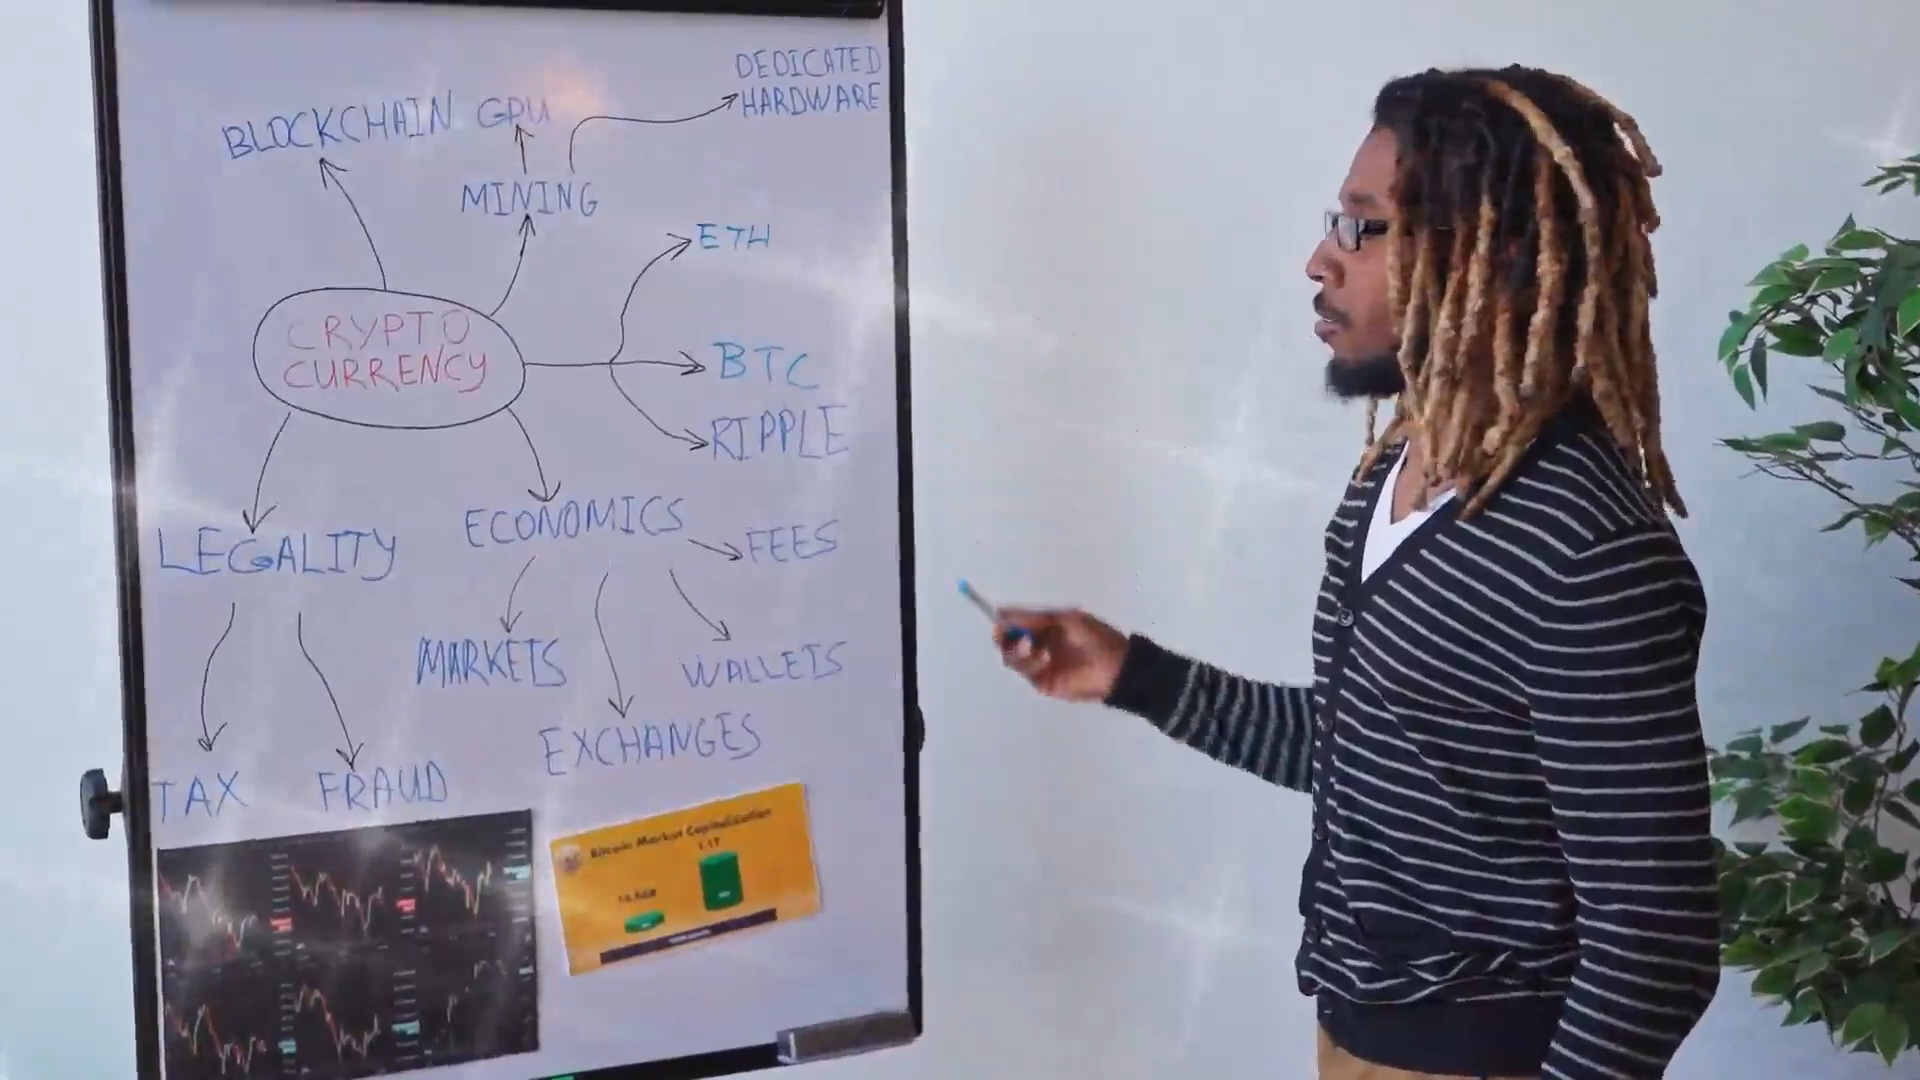 DEDICATED
HARDWARE
BLOCKCHAIN
GPU
MINING
ETH
CRYPTO
CURRENCY
BTC
RIPPLE
LEGALITY
ECONOMICS
FEES
MARKETS
WALLETS
EXCHANGES
TAX
FRAUD
Bitcoin Market Capitalization